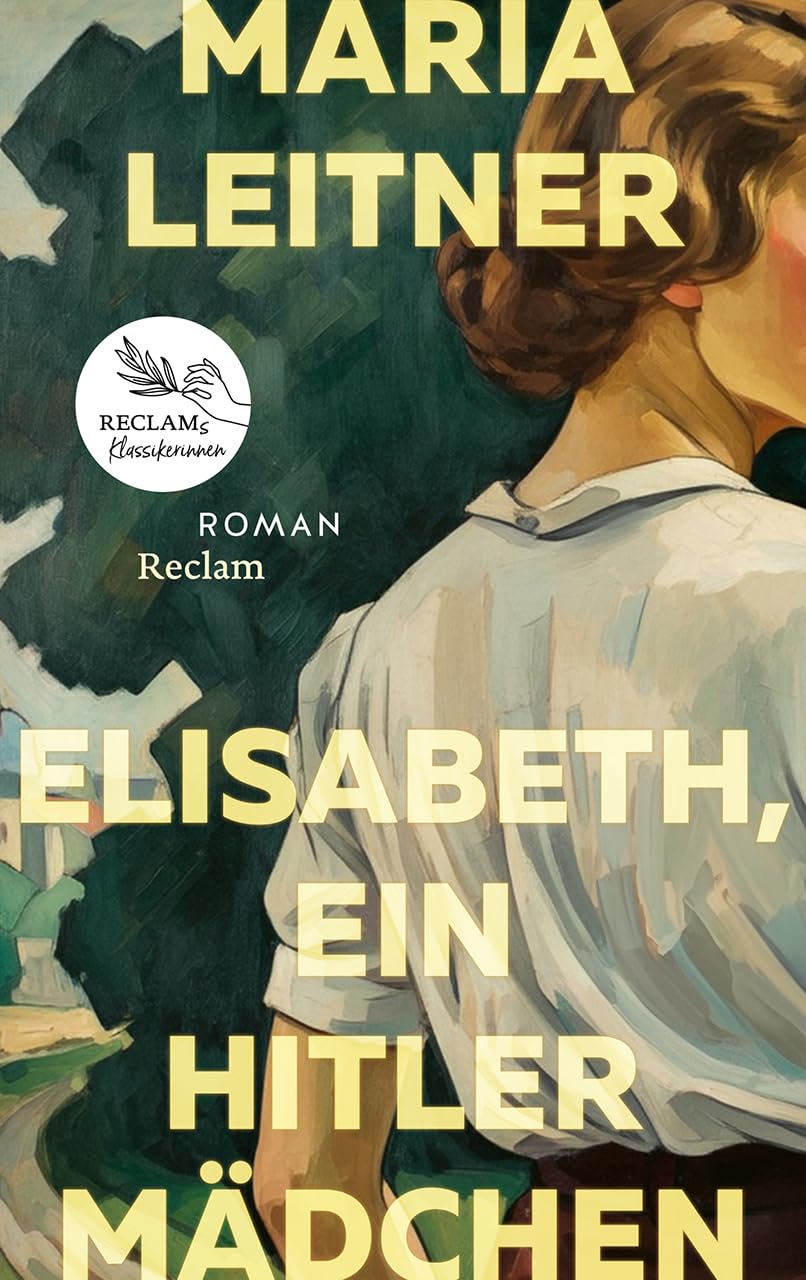 MARIA
LEITNER
RECLAMs
Klassikerinnen
ROMAN
Reclam
ELISABETH,
EIN
HITLER
MÄDCHEN